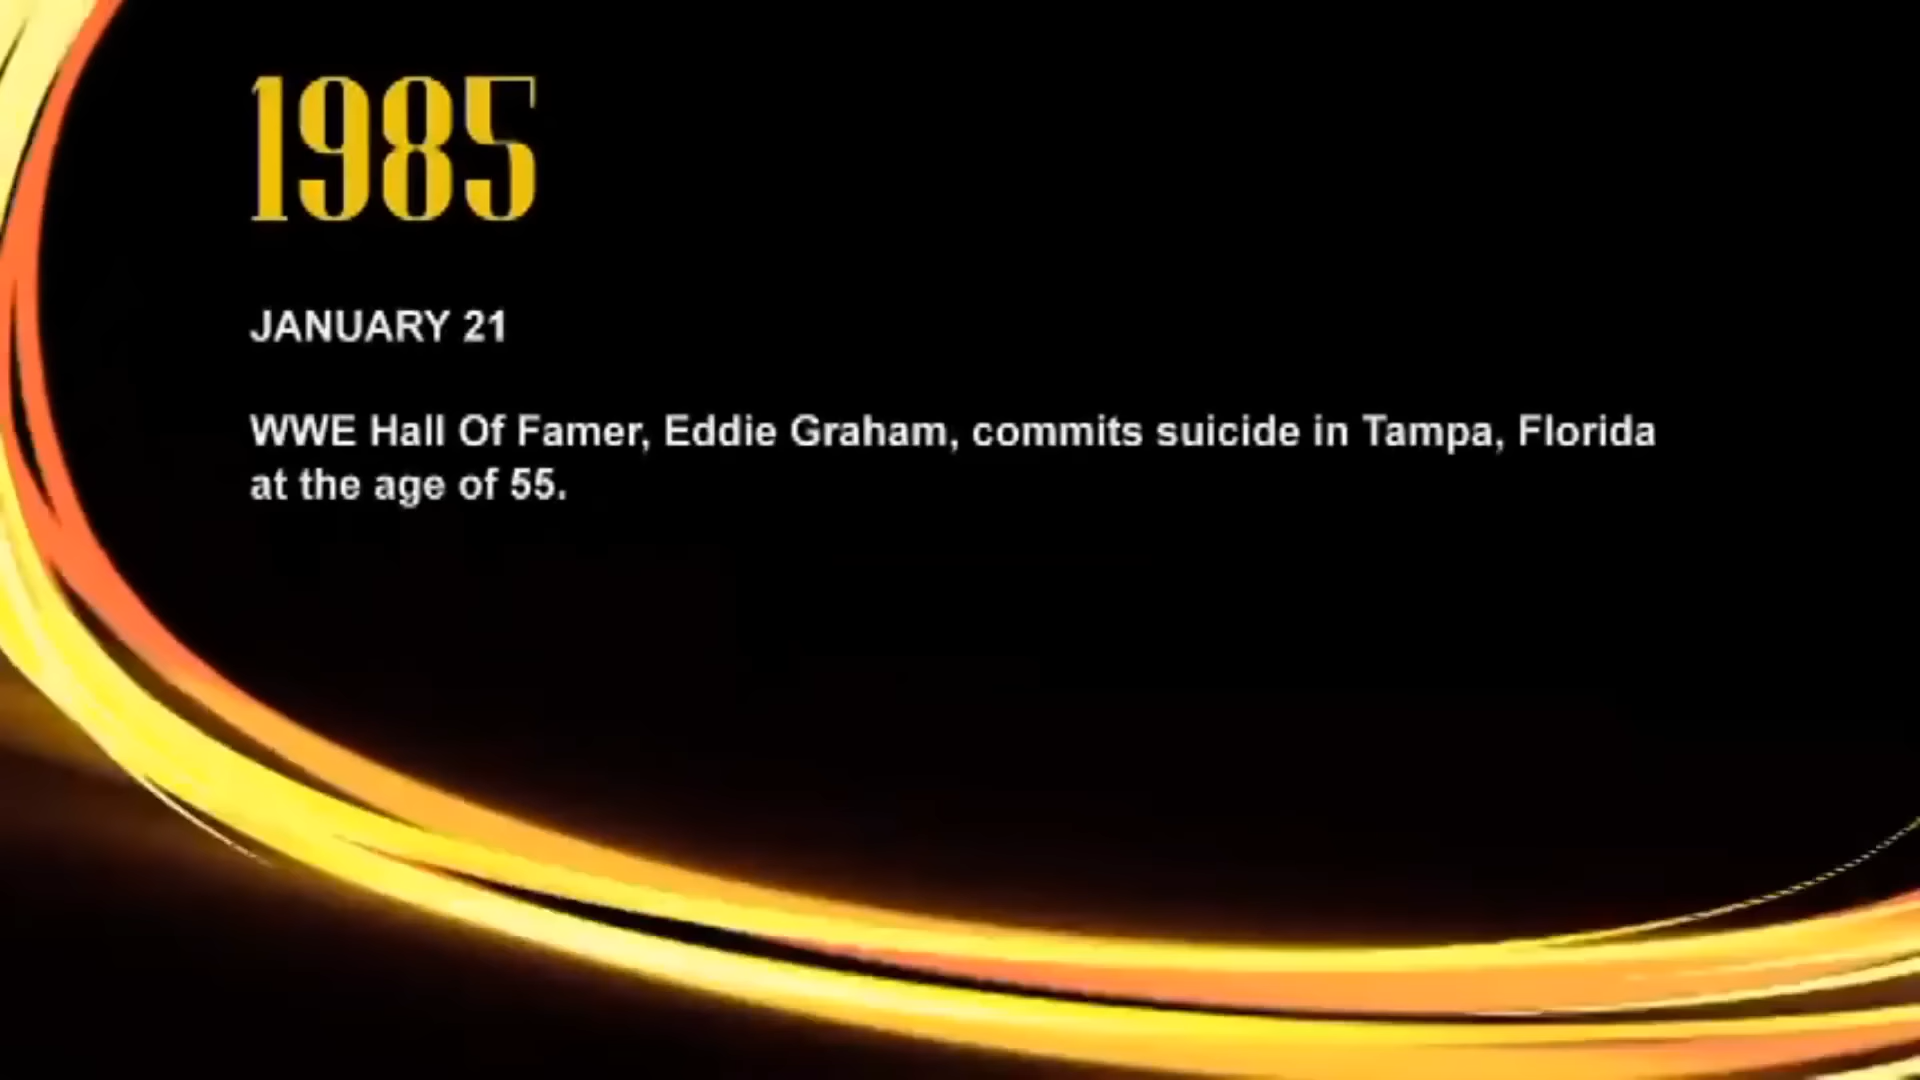 1985
JANUARY 21
WWE Hall Of Famer, Eddie Graham, commits suicide in Tampa, Florida
at the age of 55.